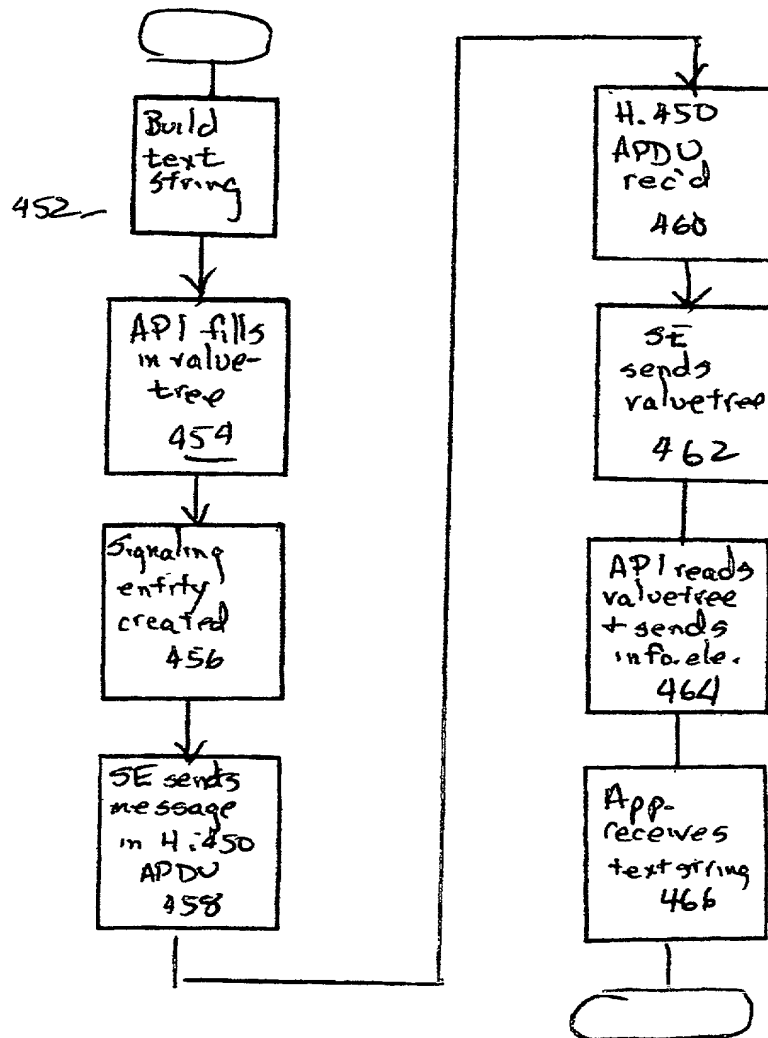 Build
text
string
452
API fills
in value-
tree
454
Signaling
entity
created
456
SE sends
message
in H.450
APDU
458
H.450
APDU
rec'd
460
SE
sends
valuetree
462
API reads
valuetree
+ sends
info. ele.
464
App.
receives
text string
466